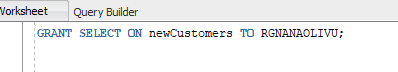 Worksheet Query Builder
GRANT SELECT ON newCustomers TO RGNANAOLIVU;